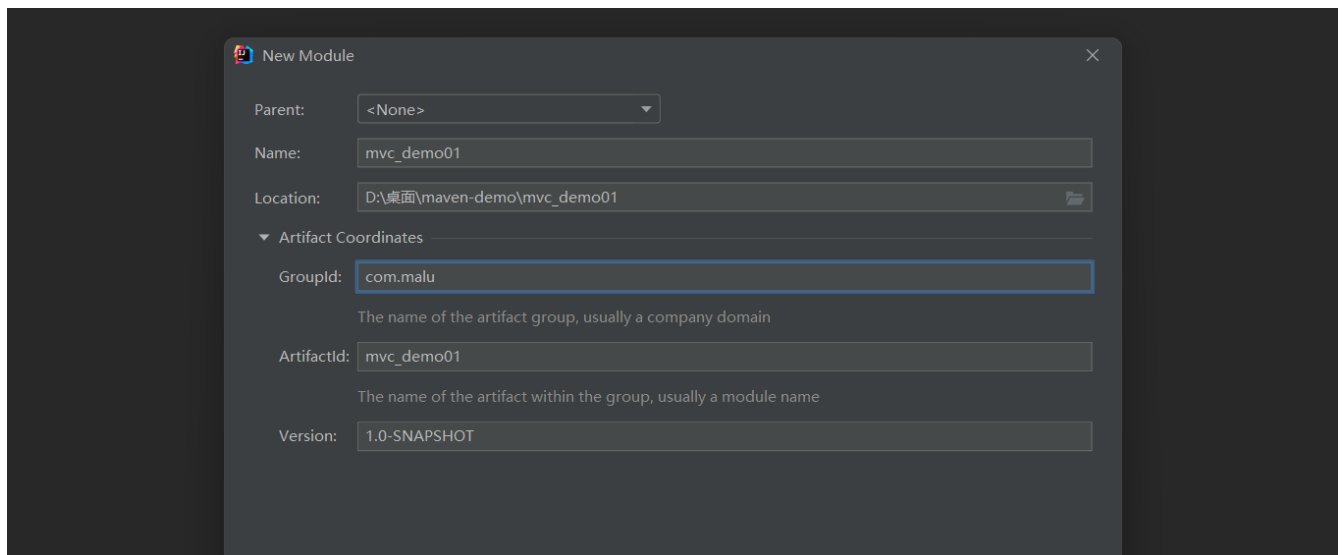 New Module
Parent: <None>
Name: mvc_demo01
Location: D:\桌面\maven-demo\mvc_demo01
Artifact Coordinates
GroupId: com.malu
The name of the artifact group, usually a company domain
ArtifactId: mvc_demo01
The name of the artifact within the group, usually a module name
Version: 1.0-SNAPSHOT